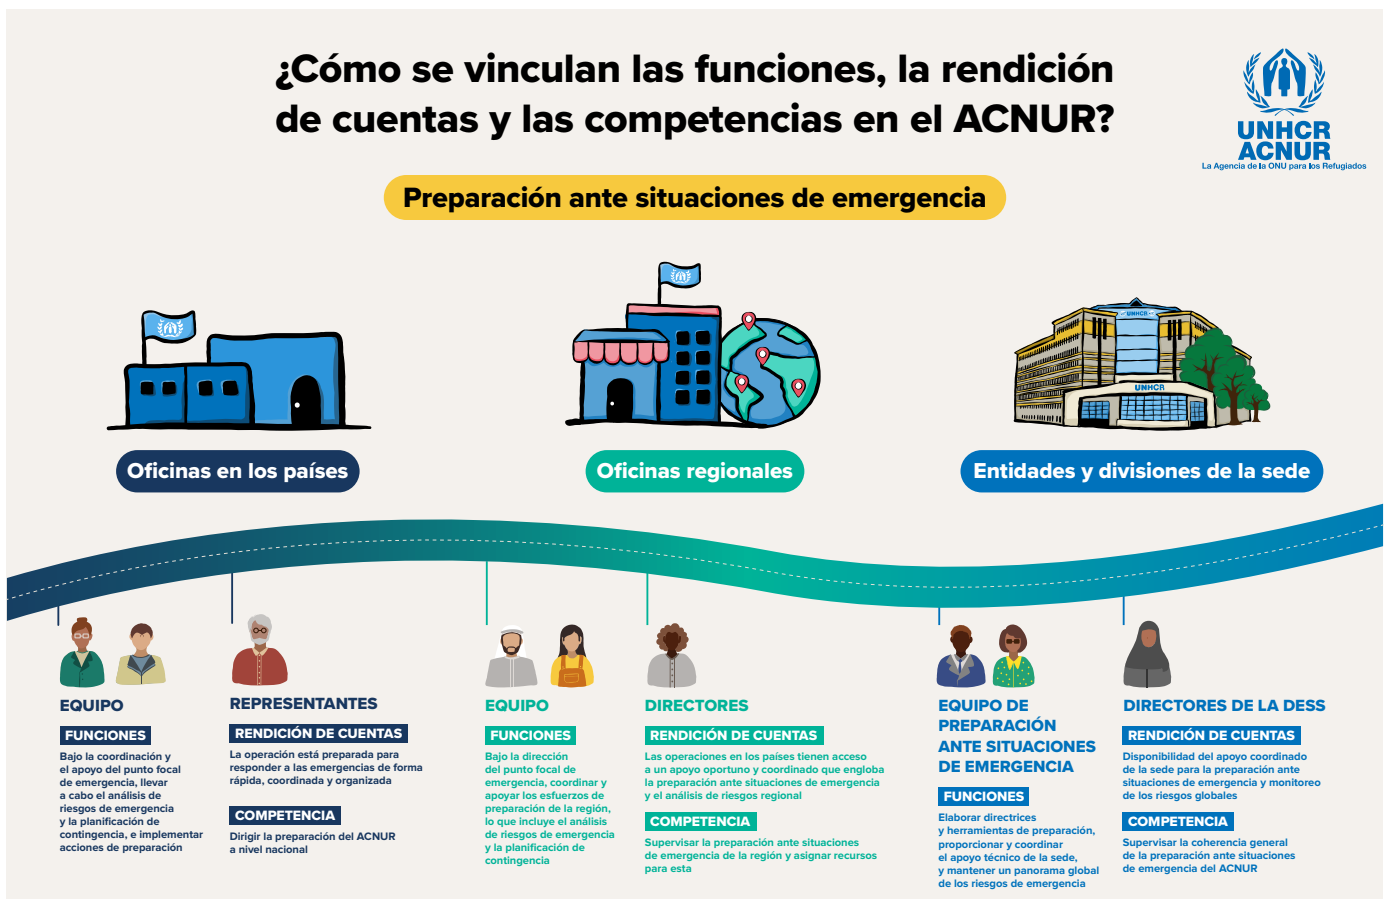 ¿Cómo se vinculan las funciones, la rendición
de cuentas y las competencias en el ACNUR?
UNHCR
ACNUR
La Agencia de la ONU para los Refugiados
Preparación ante situaciones de emergencia
UNHCR
UNHCR
Oficinas en los países
Oficinas regionales
Entidades y divisiones de la sede
EQUIPO
FUNCIONES
Bajo la coordinación y
el apoyo del punto focal
de emergencia, llevar
a cabo el análisis de
riesgos de emergencia
y la planificación de
contingencia, e implementar
acciones de preparación
REPRESENTANTES
RENDICIÓN DE CUENTAS
La operación está preparada para
responder a las emergencias de forma
rápida, coordinada y organizada
COMPETENCIA
Dirigir la preparación del ACNUR
a nivel nacional
EQUIPO
FUNCIONES
Bajo la dirección
del punto focal de
emergencia, coordinar y
apoyar los esfuerzos de
preparación de la región,
lo que incluye el análisis
de riesgos de emergencia
y la planificación de
contingencia
DIRECTORES
RENDICIÓN DE CUENTAS
Las operaciones en los países tienen acceso
a un apoyo oportuno y coordinado que engloba
la preparación ante situaciones de emergencia
y el análisis de riesgos regional
COMPETENCIA
Supervisar la preparación ante situaciones
de emergencia de la región y asignar recursos
para esta
EQUIPO DE
PREPARACIÓN
ANTE SITUACIONES
DE EMERGENCIA
FUNCIONES
Elaborar directrices
y herramientas de preparación,
proporcionar y coordinar
el apoyo técnico de la sede,
y mantener un panorama global
de los riesgos de emergencia
DIRECTORES DE LA DESS
RENDICIÓN DE CUENTAS
Disponibilidad del apoyo coordinado
de la sede para la preparación ante
situaciones de emergencia y monitoreo
de los riesgos globales
COMPETENCIA
Supervisar la coherencia general
de la preparación ante situaciones
de emergencia del ACNUR